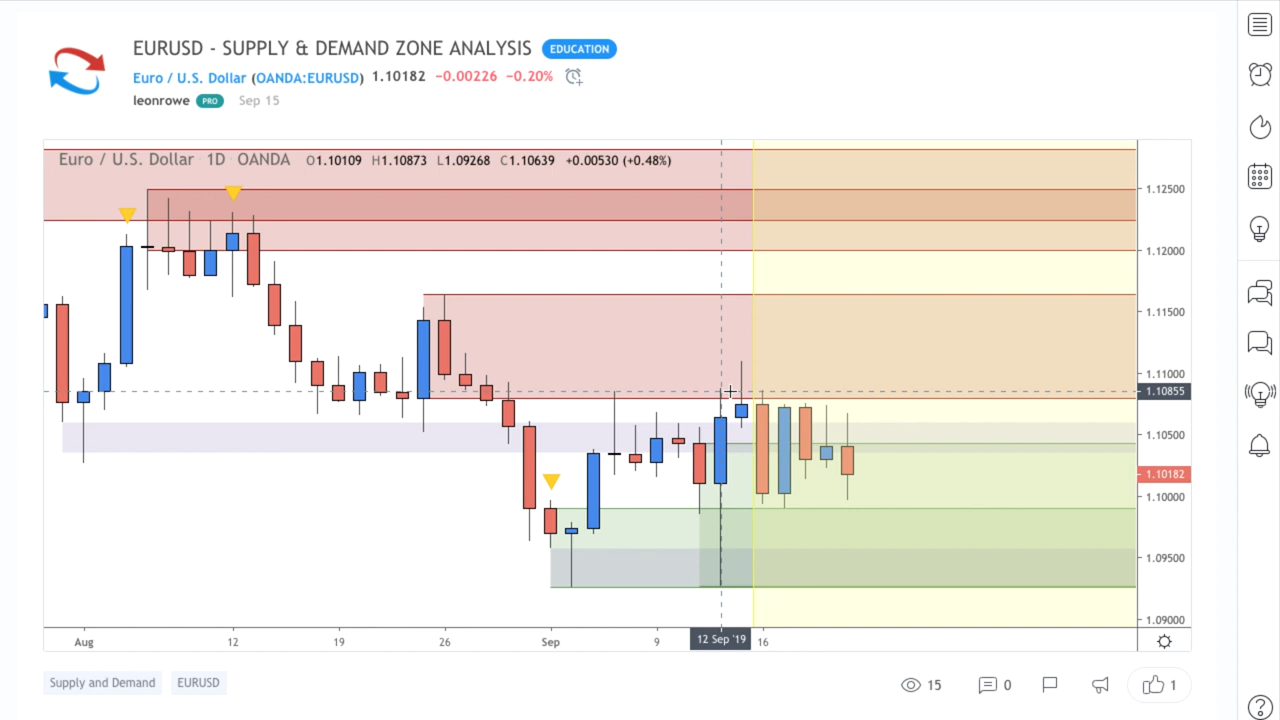 EURUSD - SUPPLY & DEMAND ZONE ANALYSIS EDUCATION
Euro / U.S. Dollar (OANDA:EURUSD) 1.10182 −0.00226 −0.20%
leonrowe PRO Sep 15
Euro / U.S. Dollar 1D OANDA O1.10109 H1.10873 L1.09268 C1.10639 +0.00530 (+0.48%)
1.12500
1.12000
1.11500
1.11000
1.10855
1.10500
1.10182
1.10000
1.09500
1.09000
Aug 12 19 26 Sep 9 12 Sep '19 16
Supply and Demand EURUSD 15 0 1